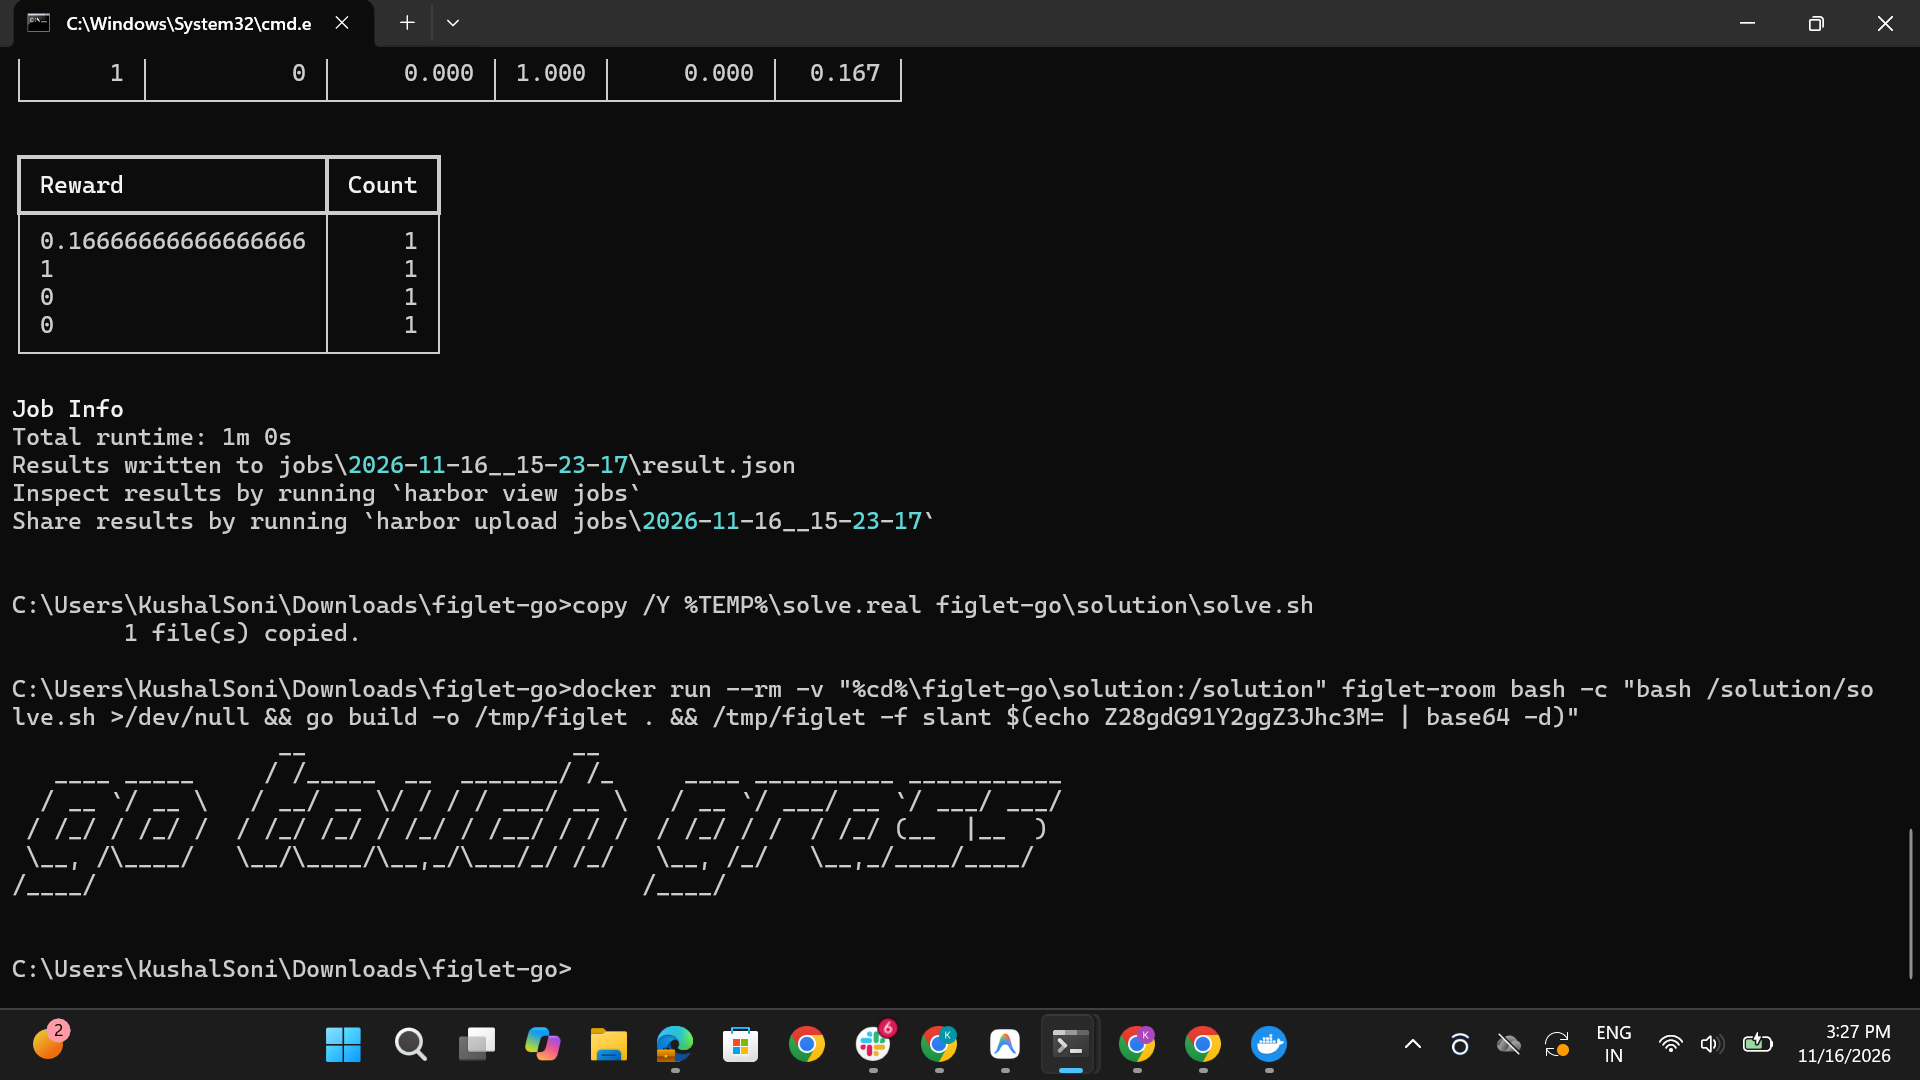 C:\Windows\System32\cmd.e
1 0 0.000 1.000 0.000 0.167
Reward Count
0.16666666666666666 1
1 1
0 1
0 1
Job Info
Total runtime: 1m 0s
Results written to jobs\2026-11-16__15-23-17\result.json
Inspect results by running `harbor view jobs`
Share results by running `harbor upload jobs\2026-11-16__15-23-17`
C:\Users\KushalSoni\Downloads\figlet-go>copy /Y %TEMP%\solve.real figlet-go\solution\solve.sh
1 file(s) copied.
C:\Users\KushalSoni\Downloads\figlet-go>docker run --rm -v "%cd%\figlet-go\solution:/solution" figlet-room bash -c "bash /solution/so
lve.sh >/dev/null && go build -o /tmp/figlet . && /tmp/figlet -f slant $(echo Z28gdG91Y2ggZ3Jhc3M= | base64 -d)"
go touch grass
C:\Users\KushalSoni\Downloads\figlet-go>
2
6
K
K
ENG
IN
3:27 PM
11/16/2026